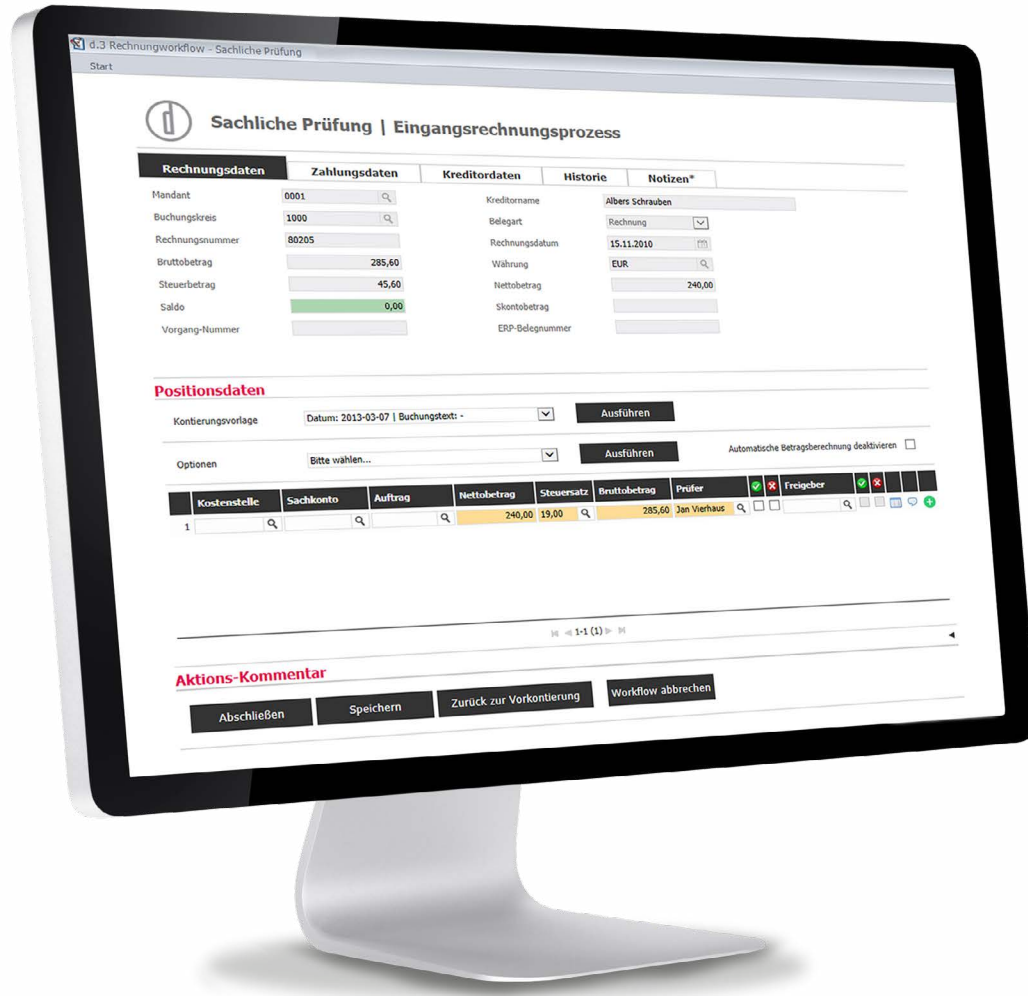 d.3 Rechnungworkflow - Sachliche Prüfung
Start
d Sachliche Prüfung | Eingangsrechnungsprozess
Rechnungsdaten Zahlungsdaten Kreditordaten Historie Notizen*
Mandant 0001 Kreditorname Albers Schrauben
Buchungskreis 1000 Belegart Rechnung
Rechnungsnummer 80205 Rechnungsdatum 15.11.2010
Bruttobetrag 285,60 Währung EUR
Steuerbetrag 45,60 Nettobetrag 240,00
Saldo 0,00 Skontobetrag
Vorgang-Nummer ERP-Belegnummer
Positionsdaten
Kontierungsvorlage Datum: 2013-03-07 | Buchungstext: - Ausführen
Optionen Bitte wählen... Ausführen Automatische Betragsberechnung deaktivieren
Kostenstelle Sachkonto Auftrag Nettobetrag Steuersatz Bruttobetrag Prüfer Freigeber
1 240,00 19,00 285,60 Jan Vierhaus
1-1 (1)
Aktions-Kommentar
Abschließen Speichern Zurück zur Vorkontierung Workflow abbrechen